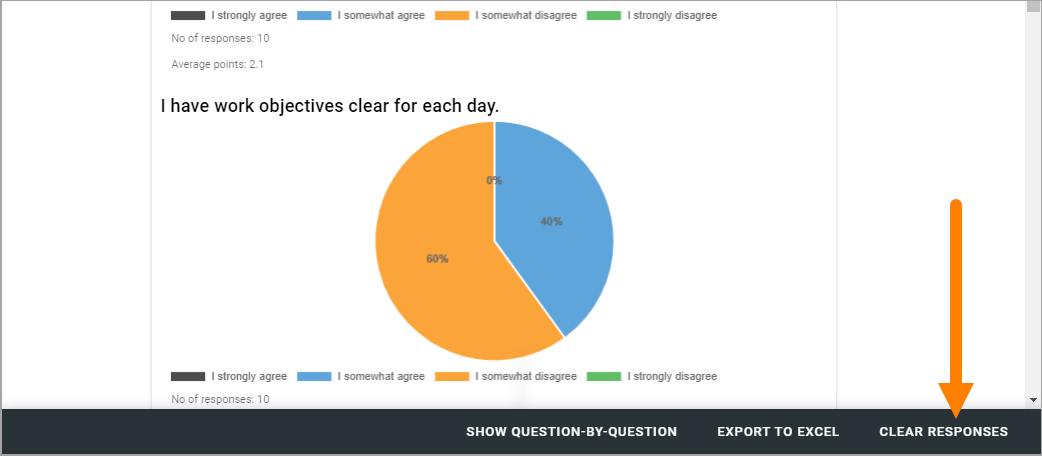 I strongly agree I somewhat agree I somewhat disagree I strongly disagree
No of responses: 10
Average points: 2.1
I have work objectives clear for each day.
0%
40%
60%
I strongly agree I somewhat agree I somewhat disagree I strongly disagree
No of responses: 10
SHOW QUESTION-BY-QUESTION EXPORT TO EXCEL CLEAR RESPONSES